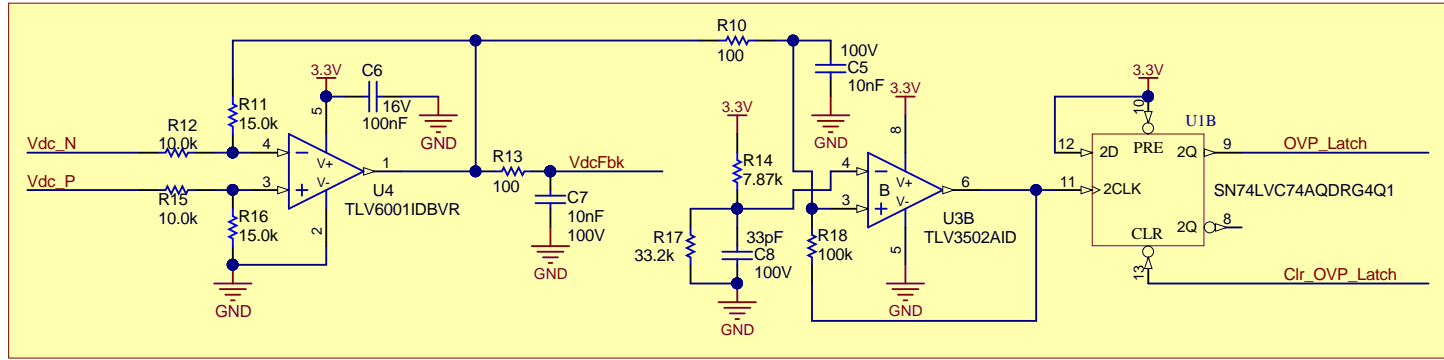 R10
100
100V
C5
10nF
GND
3.3V
C6
16V
100nF
GND
R11
15.0k
R12
10.0k
Vdc_N
Vdc_P
R15
10.0k
R16
15.0k
GND
5
4
3
1
2
V+
V-
U4
TLV6001IDBVR
R13
100
VdcFbk
C7
10nF
100V
GND
3.3V
R14
7.87k
R17
33.2k
33pF
C8
100V
GND
3.3V
8
4
3
6
5
B
V+
V-
U3B
TLV3502AID
R18
100k
GND
3.3V
10
U1B
12
2D
PRE
2Q
9
OVP_Latch
11
2CLK
SN74LVC74AQDRG4Q1
CLR
2Q
8
13
Clr_OVP_Latch